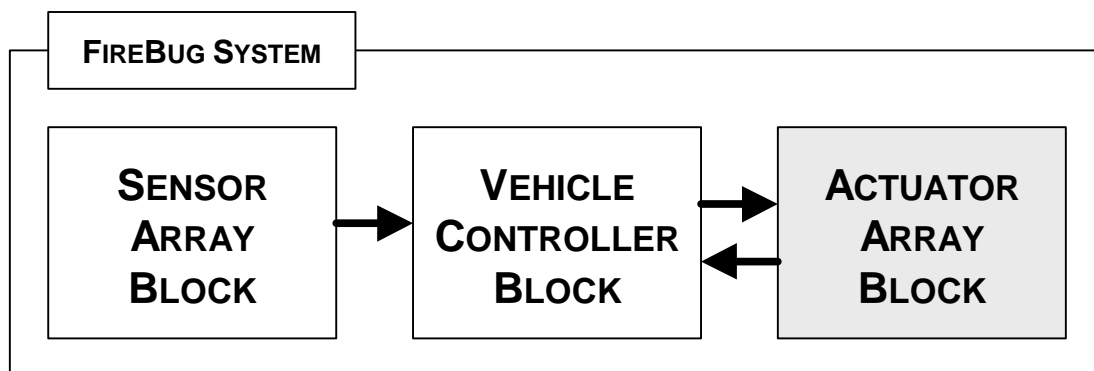 FIREBUG SYSTEM
SENSOR
ARRAY
BLOCK
VEHICLE
CONTROLLER
BLOCK
ACTUATOR
ARRAY
BLOCK